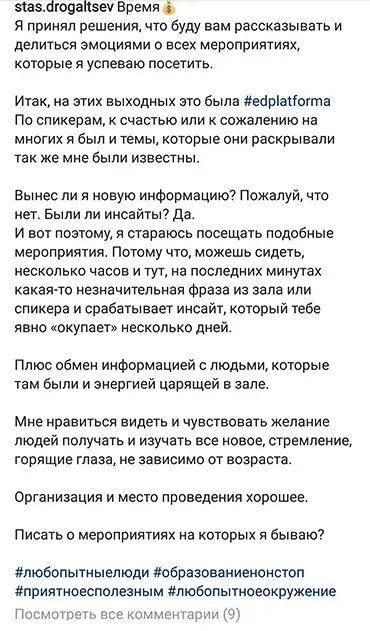 stas.drogaltsev Время💰
Я принял решения, что буду вам рассказывать и
делиться эмоциями о всех мероприятиях,
которые я успеваю посетить.
Итак, на этих выходных это была #edplatforma
По спикерам, к счастью или к сожалению на
многих я был и темы, которые они раскрывали
так же мне были известны.
Вынес ли я новую информацию? Пожалуй, что
нет. Были ли инсайты? Да.
И вот поэтому, я стараюсь посещать подобные
мероприятия. Потому что, можешь сидеть,
несколько часов и тут, на последних минутах
какая-то незначительная фраза из зала или
спикера и срабатывает инсайт, который тебе
явно «окупает» несколько дней.
Плюс обмен информацией с людьми, которые
там были и энергией царящей в зале.
Мне нравиться видеть и чувствовать желание
людей получать и изучать все новое, стремление,
горящие глаза, не зависимо от возраста.
Организация и место проведения хорошее.
Писать о мероприятиях на которых я бываю?
#любопытныелюди #образованиенонстоп
#приятноесполезным #любопытноеокружение
Посмотреть все комментарии (9)